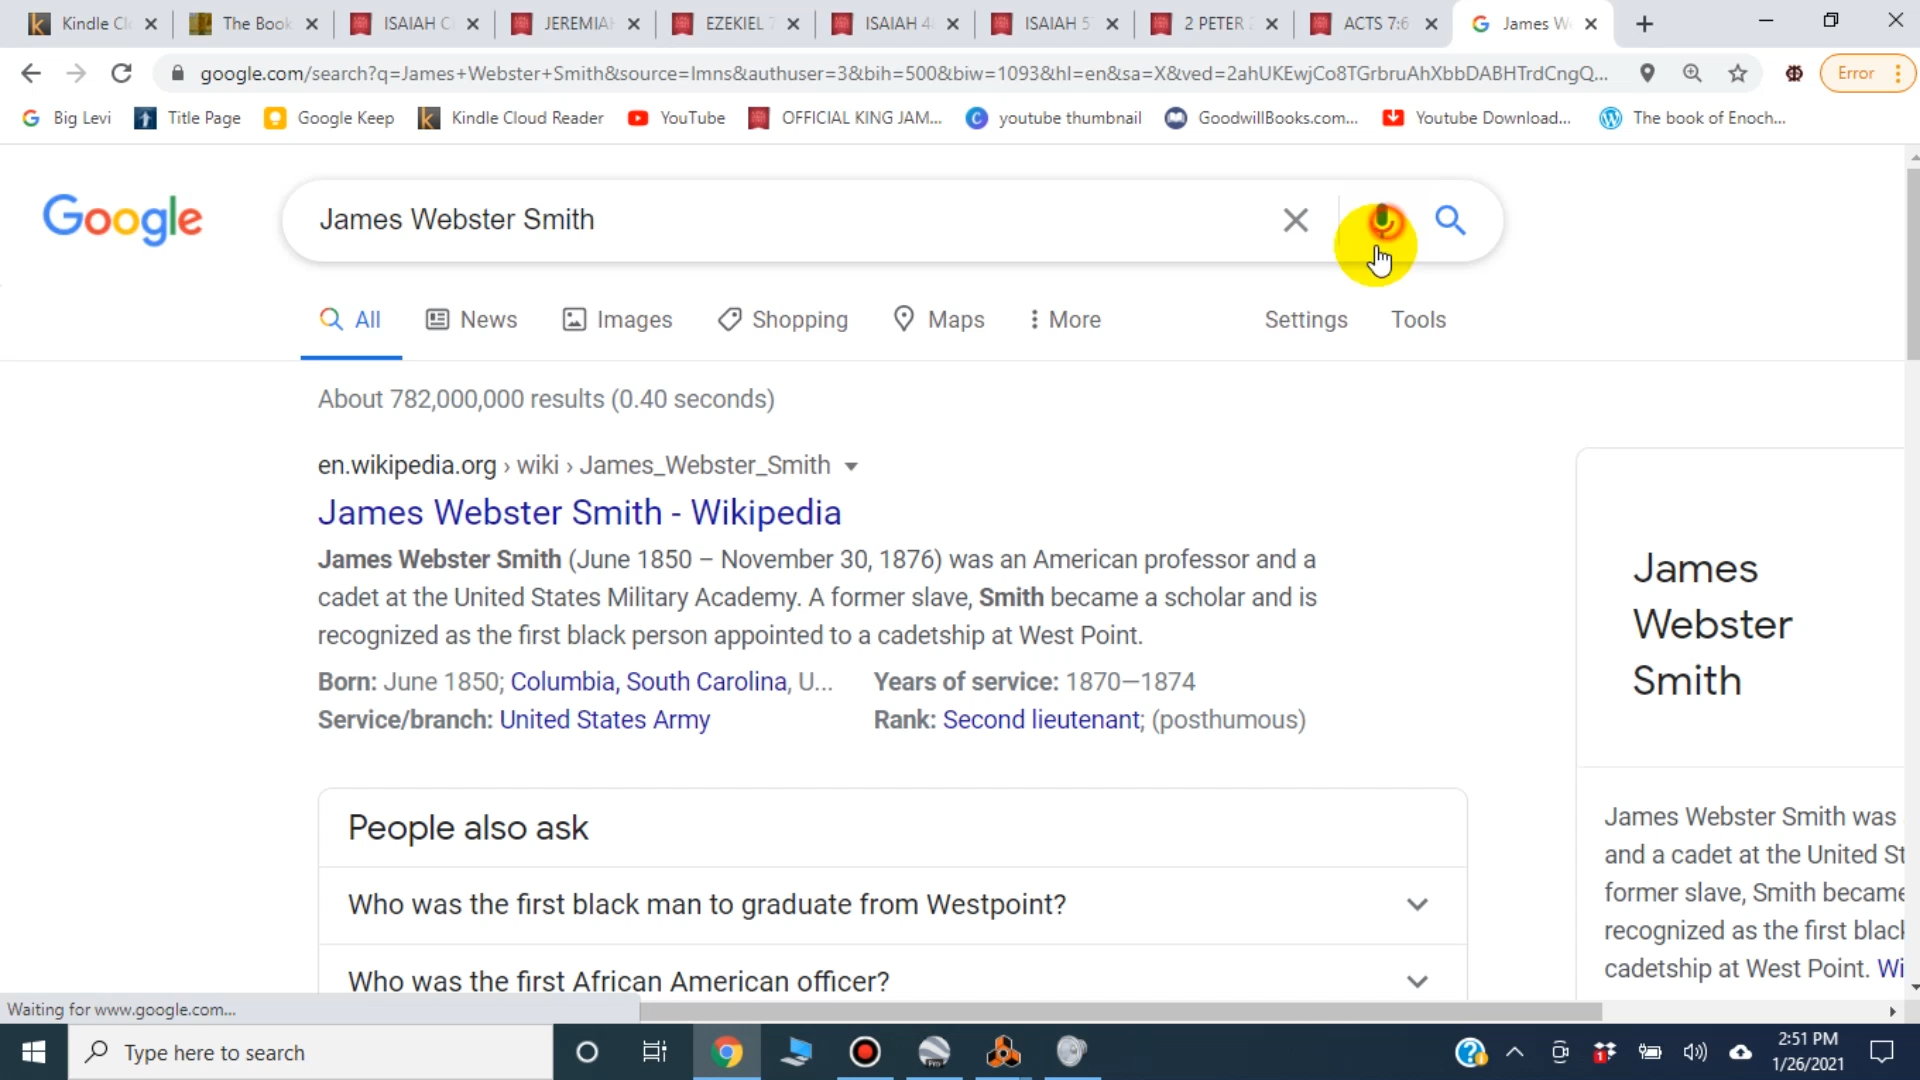 Kindle Cl
The Book
ISAIAH C
JEREMIAH
EZEKIEL 7
ISAIAH 4
ISAIAH 5
2 PETER 2
ACTS 7:6
James W
google.com/search?q=James+Webster+Smith&source=lmns&authuser=3&bih=500&biw=1093&hl=en&sa=X&ved=2ahUKEwjCo8TGrbruAhXbbDABHTrdCngQ...
Error
Big Levi
Title Page
Google Keep
Kindle Cloud Reader
YouTube
OFFICIAL KING JAM...
youtube thumbnail
GoodwillBooks.com...
Youtube Download...
The book of Enoch...
Google
James Webster Smith
All
News
Images
Shopping
Maps
More
Settings
Tools
About 782,000,000 results (0.40 seconds)
en.wikipedia.org › wiki › James_Webster_Smith
James Webster Smith - Wikipedia
James Webster Smith (June 1850 – November 30, 1876) was an American professor and a
cadet at the United States Military Academy. A former slave, Smith became a scholar and is
recognized as the first black person appointed to a cadetship at West Point.
Born: June 1850; Columbia, South Carolina, U...
Years of service: 1870—1874
Service/branch: United States Army
Rank: Second lieutenant; (posthumous)
People also ask
Who was the first black man to graduate from Westpoint?
Who was the first African American officer?
James
Webster
Smith
James Webster Smith was
and a cadet at the United St
former slave, Smith became
recognized as the first black
cadetship at West Point. Wi
Waiting for www.google.com...
Type here to search
2:51 PM
1/26/2021